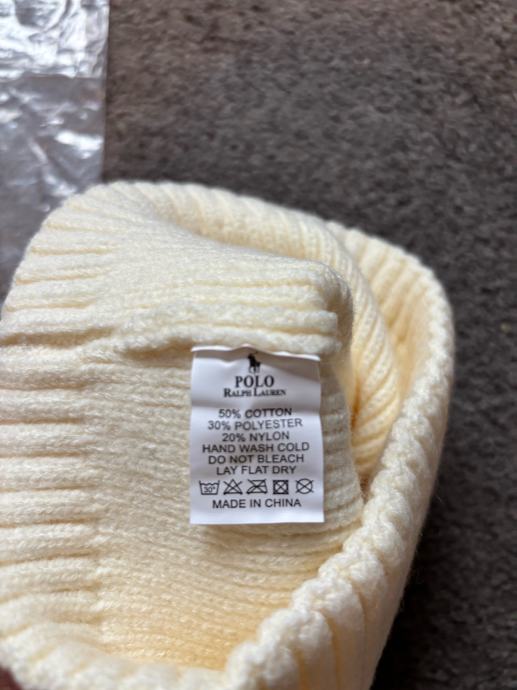 POLO
RALPH LAUREN
50% COTTON
30% POLYESTER
20% NYLON
HAND WASH COLD
DO NOT BLEACH
LAY FLAT DRY
30°
MADE IN CHINA